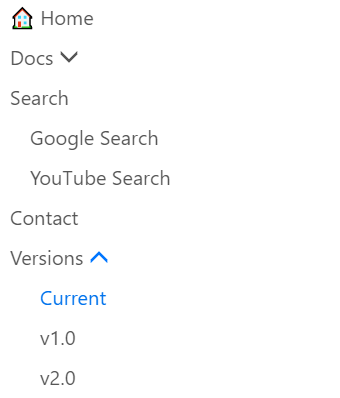 Home
Docs
Search
Google Search
YouTube Search
Contact
Versions
Current
v1.0
v2.0